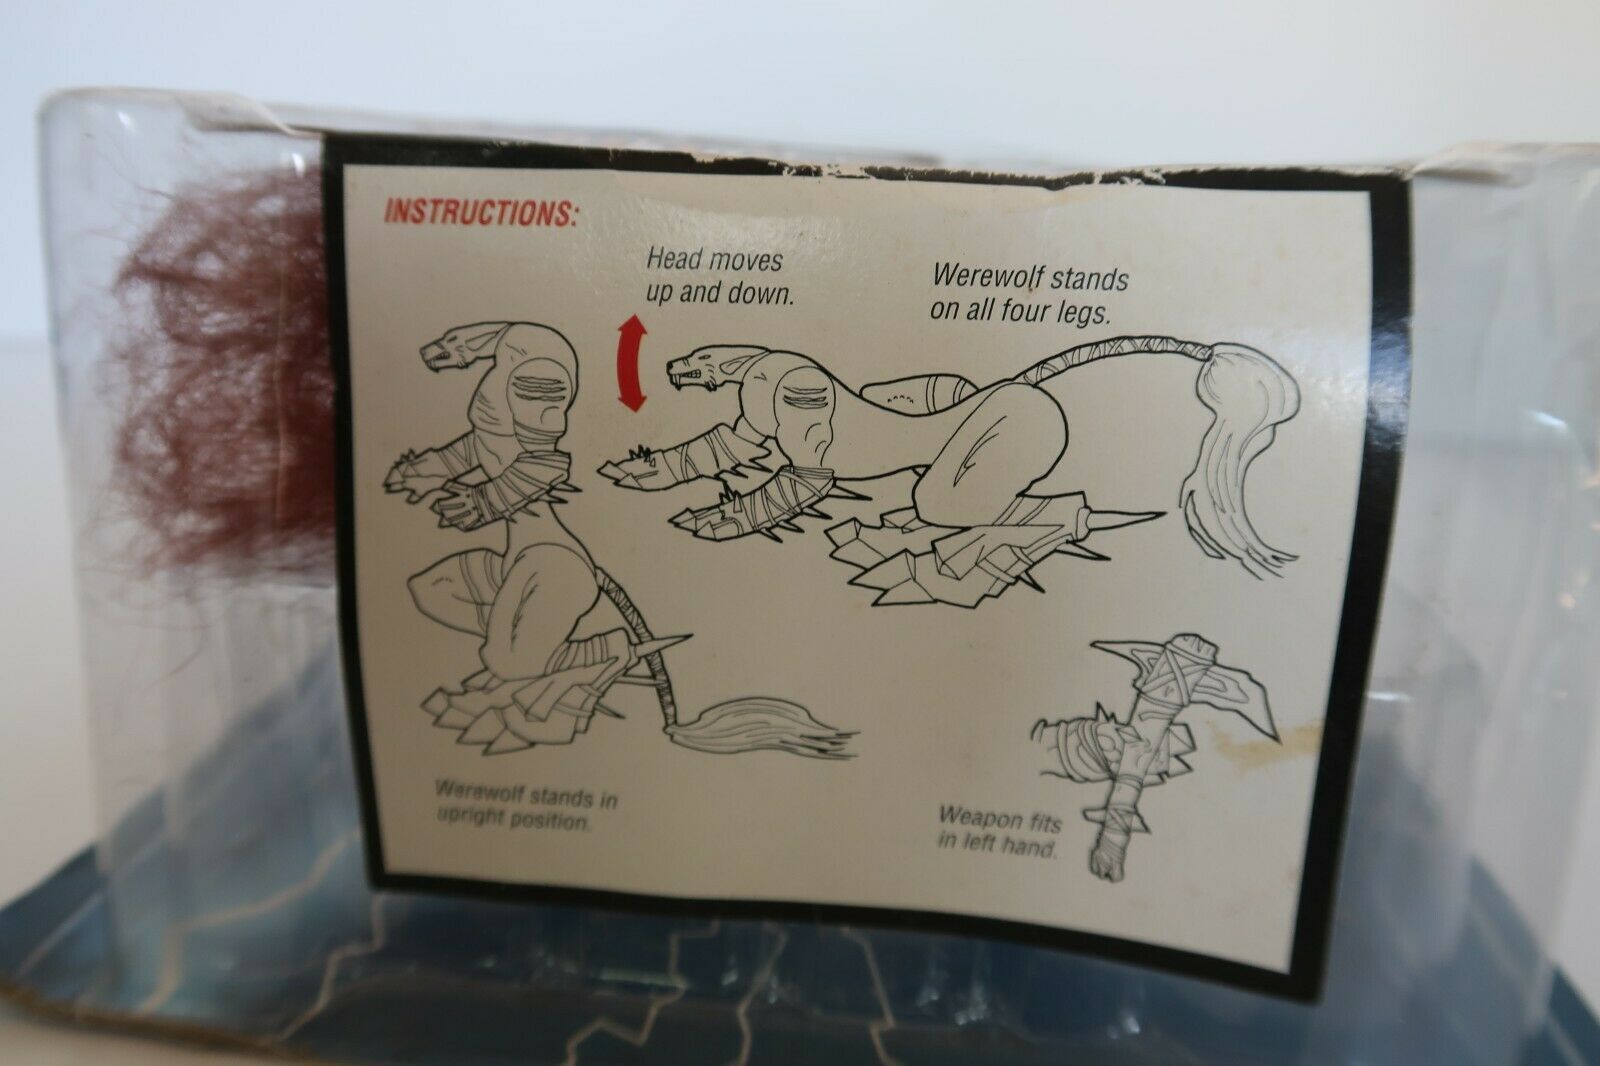 INSTRUCTIONS:
Head moves
up and down.
Werewolf stands
on all four legs.
Werewolf stands in
upright position.
Weapon fits
in left hand.